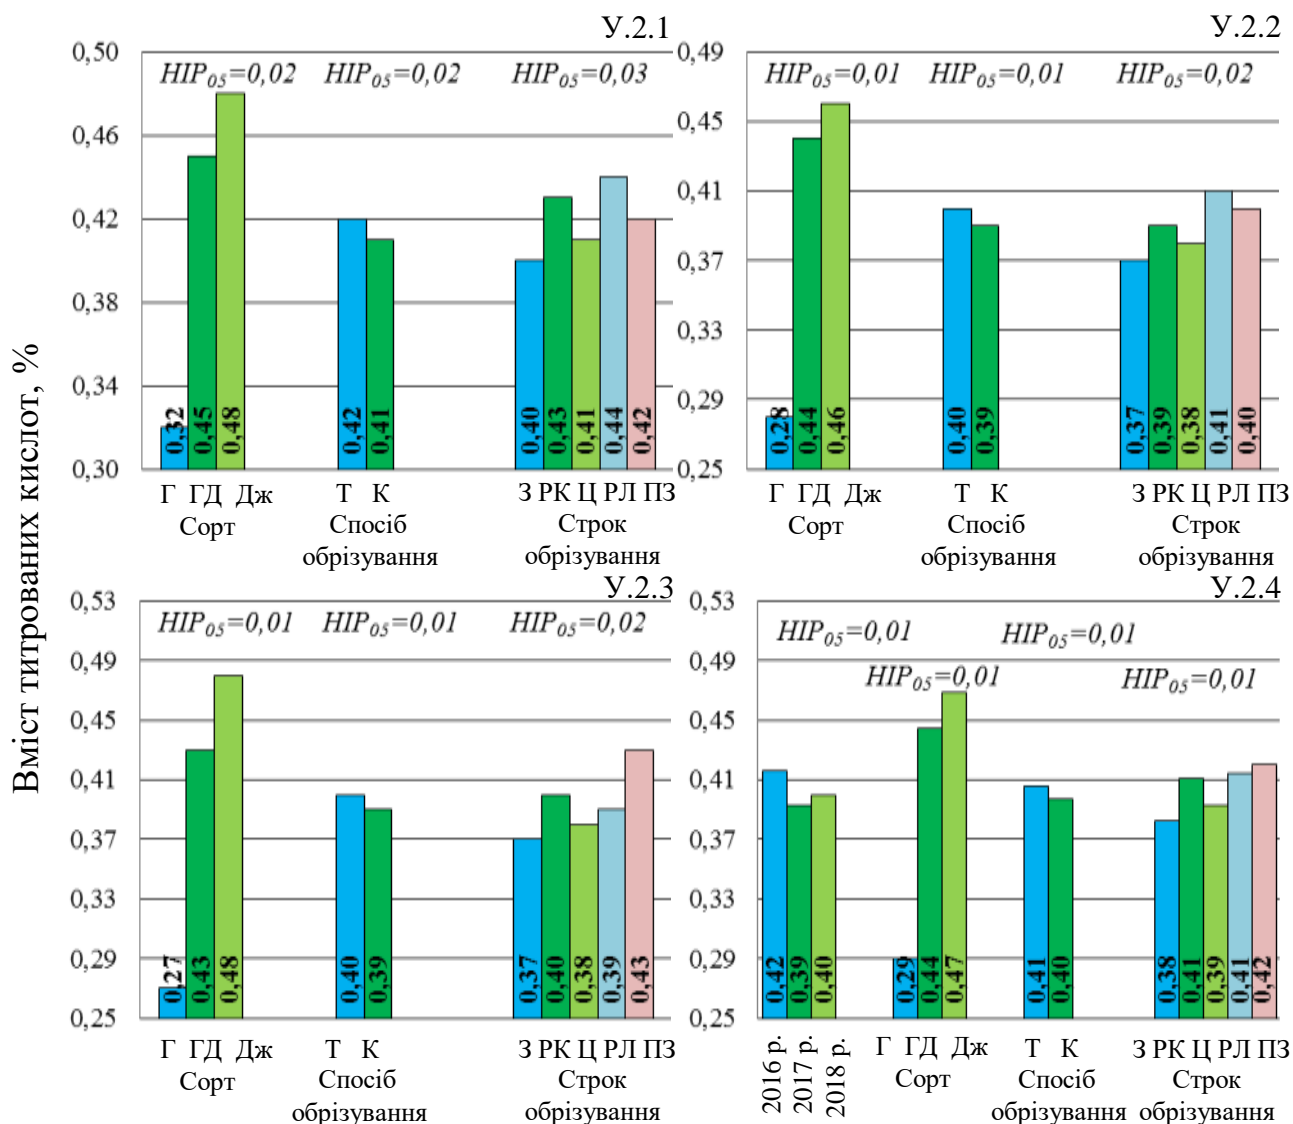 Вміст титрованих кислот, %
У.2.1
0,50
0,46
0,42
0,38
0,34
0,30
НІР05=0,02 НІР05=0,02 НІР05=0,03
0,32 0,45 0,48 0,42 0,41 0,40 0,43 0,41 0,44 0,42
Г ГД Дж Т К З РК Ц РЛ ПЗ
Сорт Спосіб Строк
обрізування обрізування
У.2.2
0,49
0,45
0,41
0,37
0,33
0,29
0,25
НІР05=0,01 НІР05=0,01 НІР05=0,02
0,28 0,44 0,46 0,40 0,39 0,37 0,39 0,38 0,41 0,40
Г ГД Дж Т К З РК Ц РЛ ПЗ
Сорт Спосіб Строк
обрізування обрізування
У.2.3
0,53
0,49
0,45
0,41
0,37
0,33
0,29
0,25
НІР05=0,01 НІР05=0,01 НІР05=0,02
0,27 0,43 0,48 0,40 0,39 0,37 0,40 0,38 0,39 0,43
Г ГД Дж Т К З РК Ц РЛ ПЗ
Сорт Спосіб Строк
обрізування обрізування
У.2.4
0,53
0,49
0,45
0,41
0,37
0,33
0,29
0,25
НІР05=0,01 НІР05=0,01
НІР05=0,01 НІР05=0,01
0,42 0,39 0,40 0,29 0,44 0,47 0,41 0,40 0,38 0,41 0,39 0,41 0,42
2016 р. 2017 р. 2018 р. Г ГД Дж Т К З РК Ц РЛ ПЗ
Сорт Спосіб Строк
обрізування обрізування